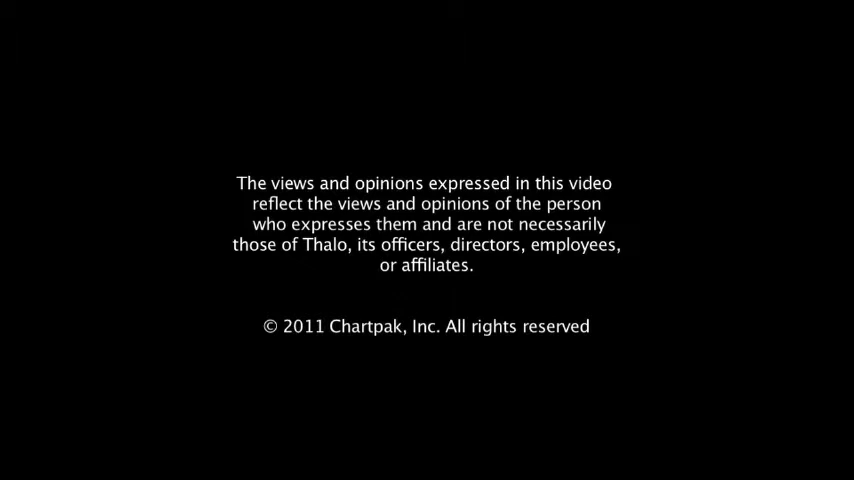 The views and opinions expressed in this video
reflect the views and opinions of the person
who expresses them and are not necessarily
those of Thalo, its officers, directors, employees,
or affiliates.
© 2011 Chartpak, Inc. All rights reserved